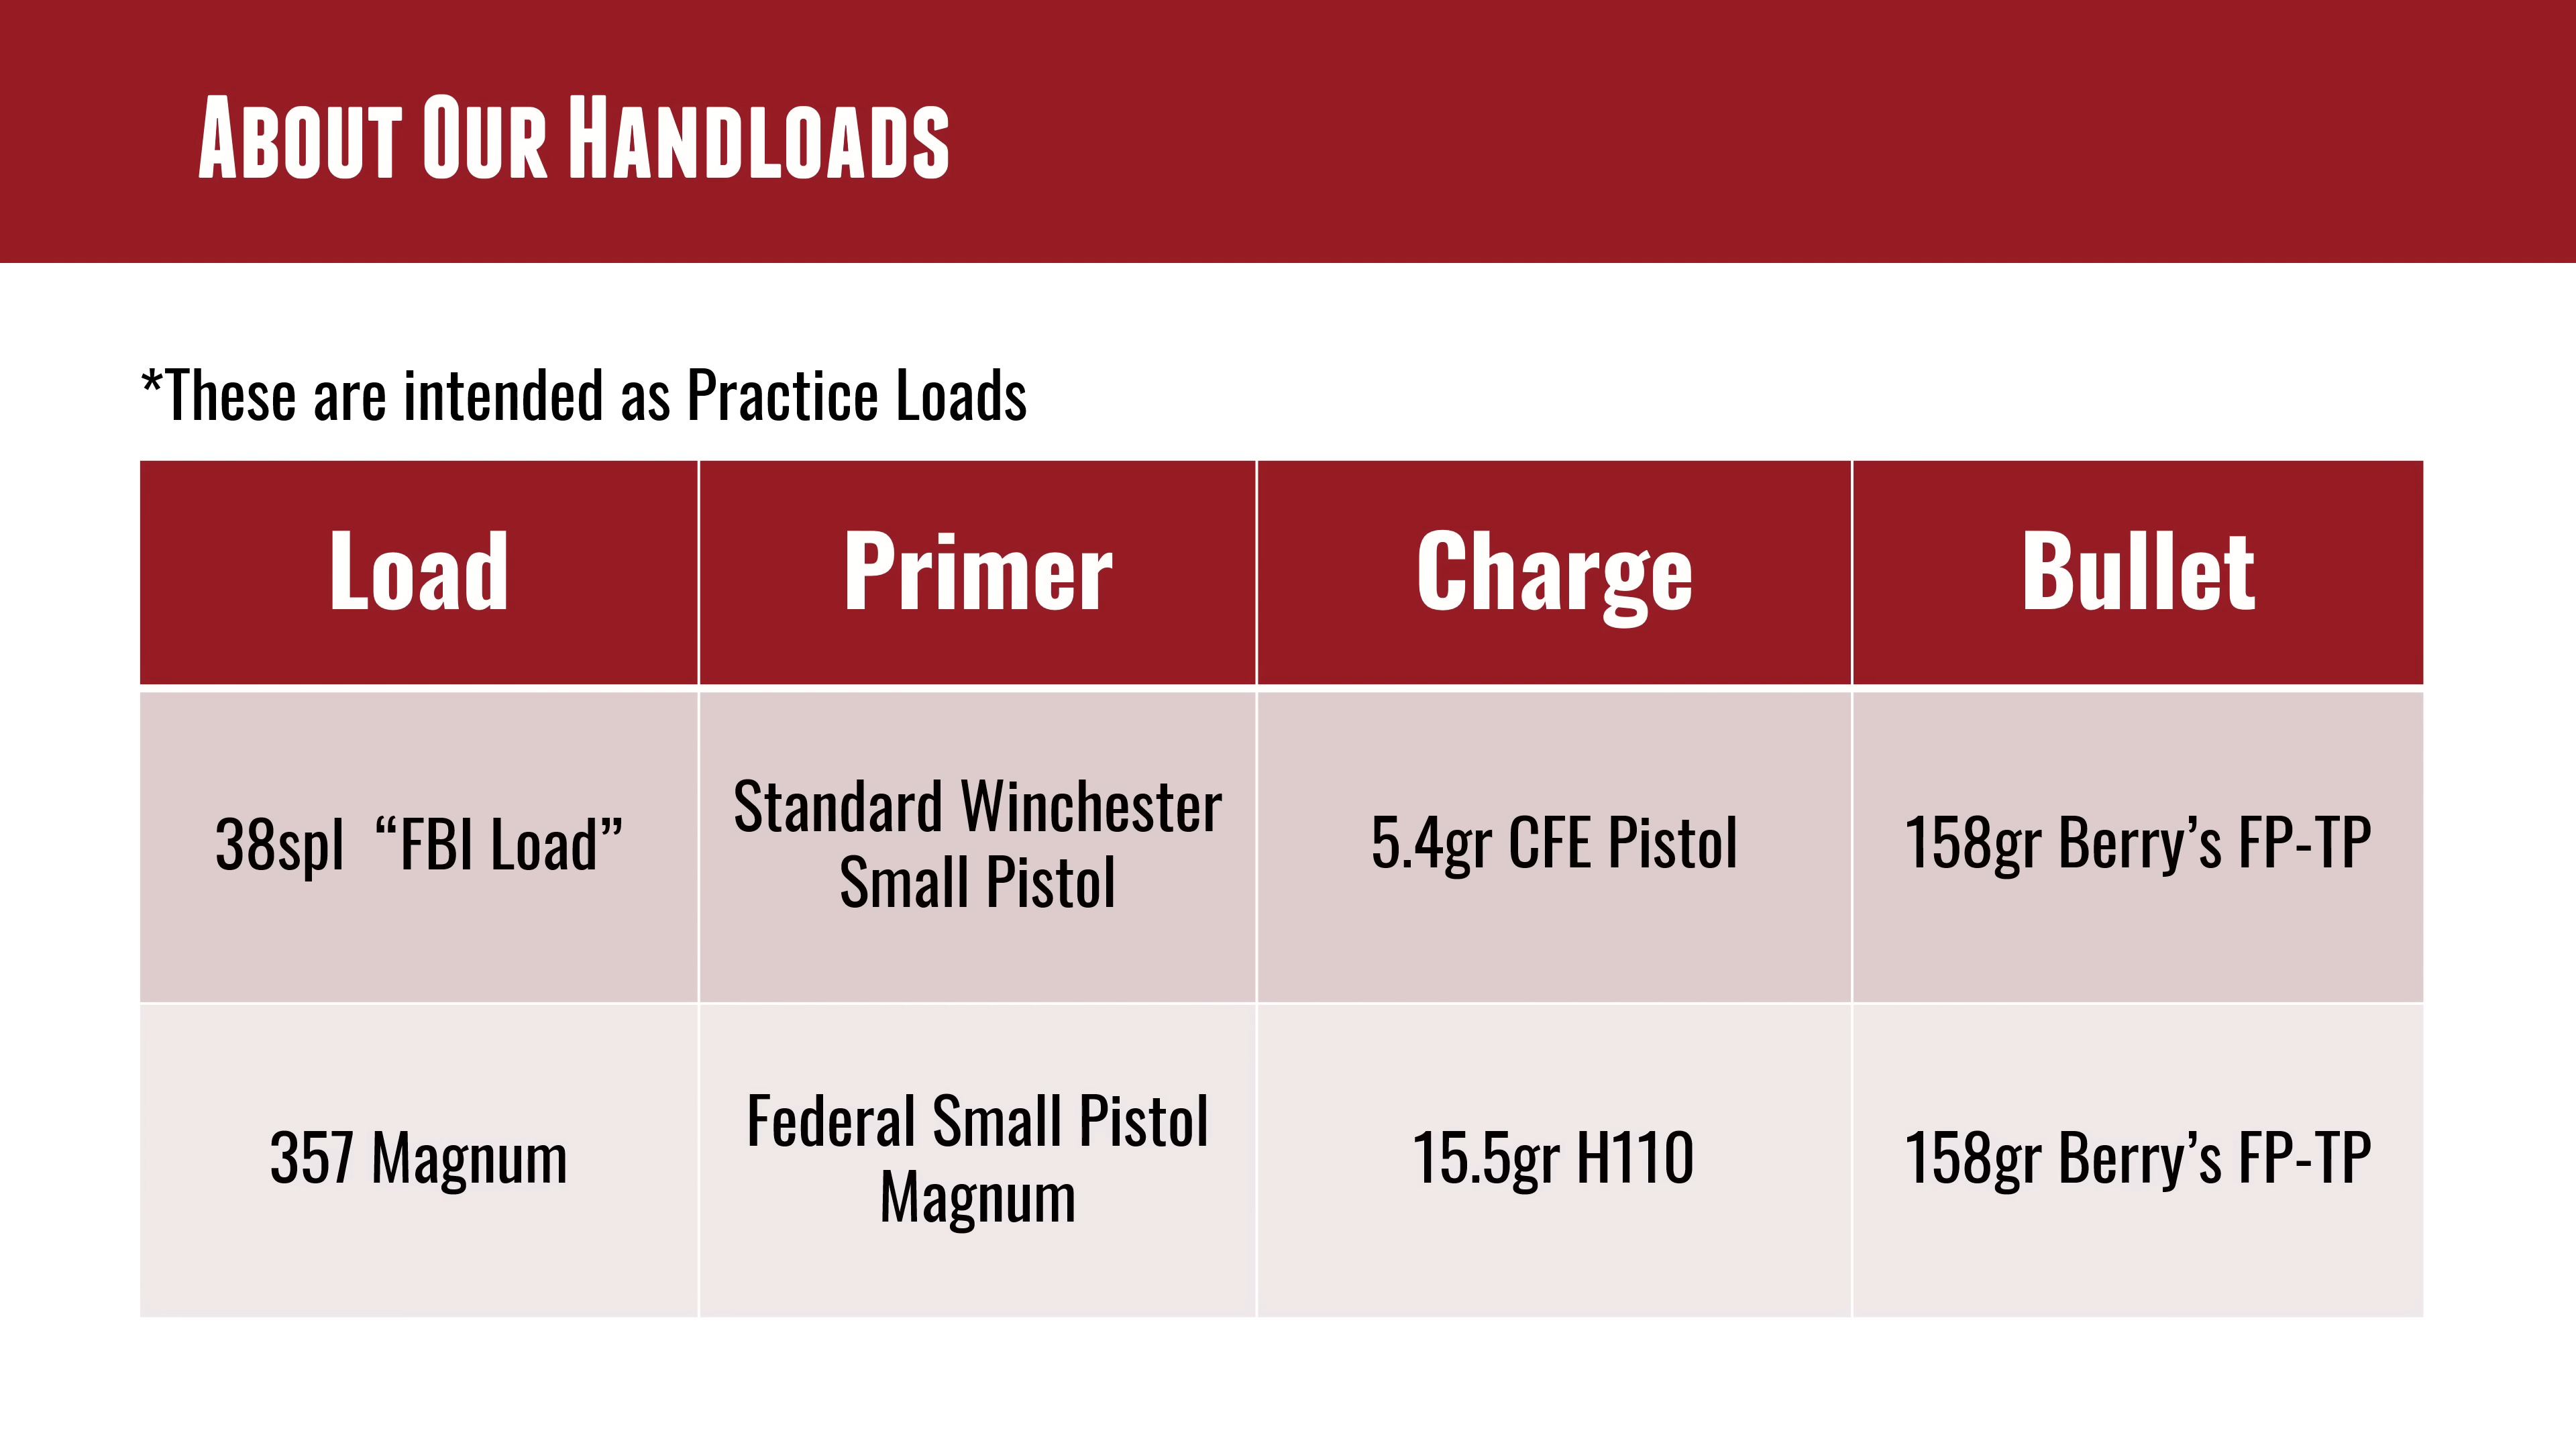 About Our Handloads
*These are intended as Practice Loads
Load Primer Charge Bullet
38spl “FBI Load” Standard Winchester Small Pistol 5.4gr CFE Pistol 158gr Berry’s FP-TP
357 Magnum Federal Small Pistol Magnum 15.5gr H110 158gr Berry’s FP-TP